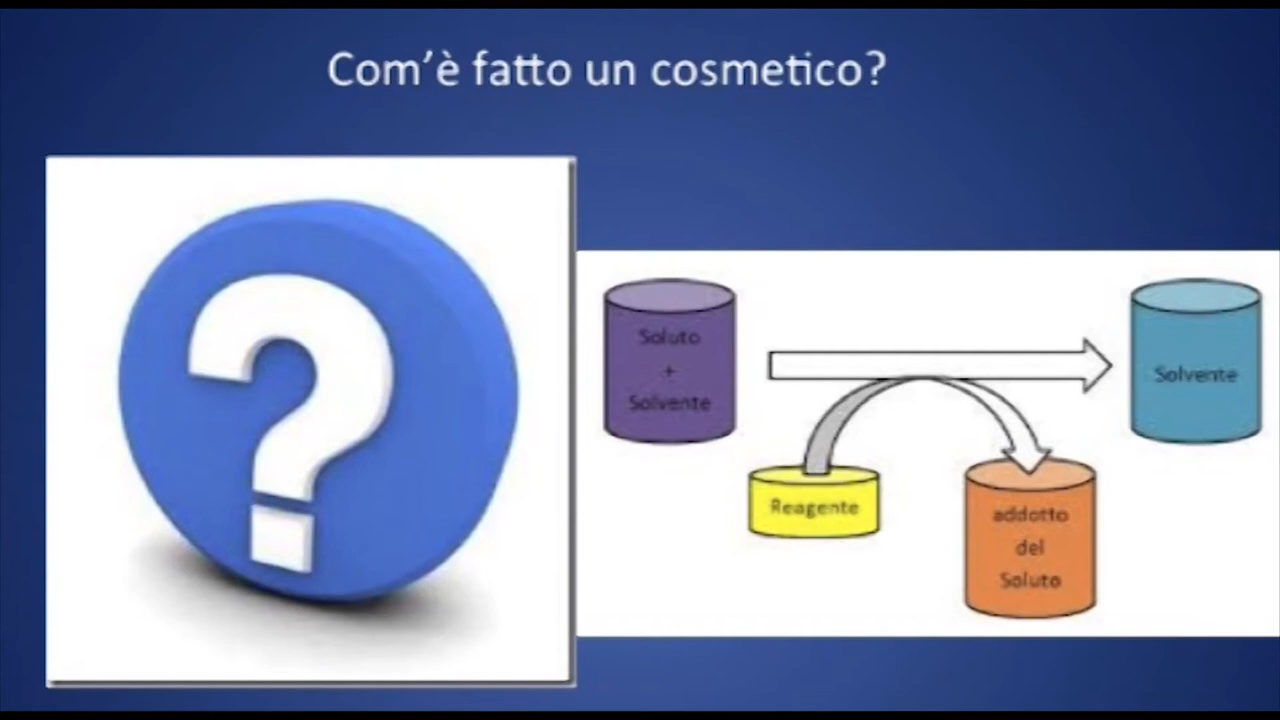 Com'è fatto un cosmetico?
?
Soluto
+
Solvente
Solvente
Reagente
addotto
del
Soluto